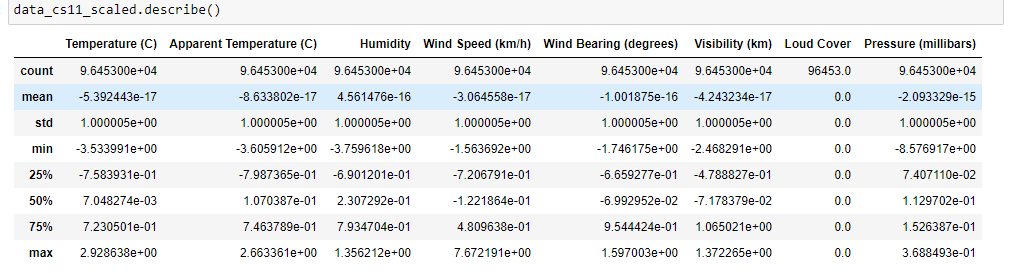 data_cs11_scaled.describe()
Temperature (C) Apparent Temperature (C) Humidity Wind Speed (km/h) Wind Bearing (degrees) Visibility (km) Loud Cover Pressure (millibars)
count 9.645300e+04 9.645300e+04 9.645300e+04 9.645300e+04 9.645300e+04 9.645300e+04 96453.0 9.645300e+04
mean -5.392443e-17 -8.633802e-17 4.561476e-16 -3.064558e-17 -1.001875e-16 -4.243234e-17 0.0 -2.093329e-15
std 1.000005e+00 1.000005e+00 1.000005e+00 1.000005e+00 1.000005e+00 1.000005e+00 0.0 1.000005e+00
min -3.533991e+00 -3.605912e+00 -3.759618e+00 -1.563692e+00 -1.746175e+00 -2.468291e+00 0.0 -8.576917e+00
25% -7.583931e-01 -7.987365e-01 -6.901201e-01 -7.206791e-01 -6.659277e-01 -4.788827e-01 0.0 7.407110e-02
50% 7.048274e-03 1.070387e-01 2.307292e-01 -1.221864e-01 -6.992952e-02 -7.178379e-02 0.0 1.129702e-01
75% 7.230501e-01 7.463789e-01 7.934704e-01 4.809638e-01 9.544424e-01 1.065021e+00 0.0 1.526387e-01
max 2.928638e+00 2.663361e+00 1.356212e+00 7.672191e+00 1.597003e+00 1.372265e+00 0.0 3.688493e-01